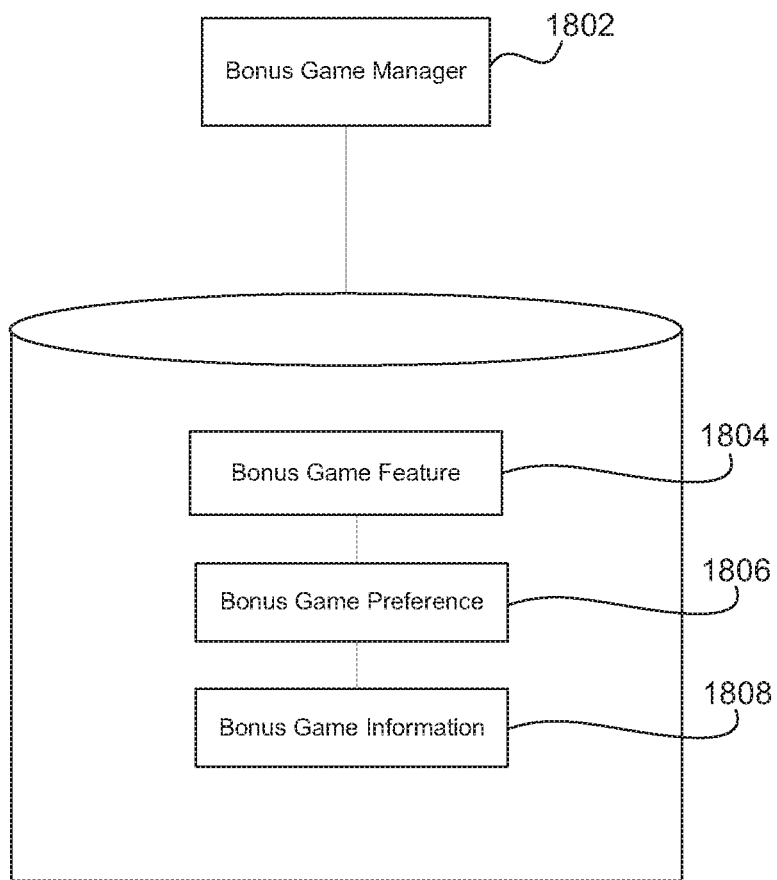 1802
Bonus Game Manager
1804
Bonus Game Feature
1806
Bonus Game Preference
1808
Bonus Game Information